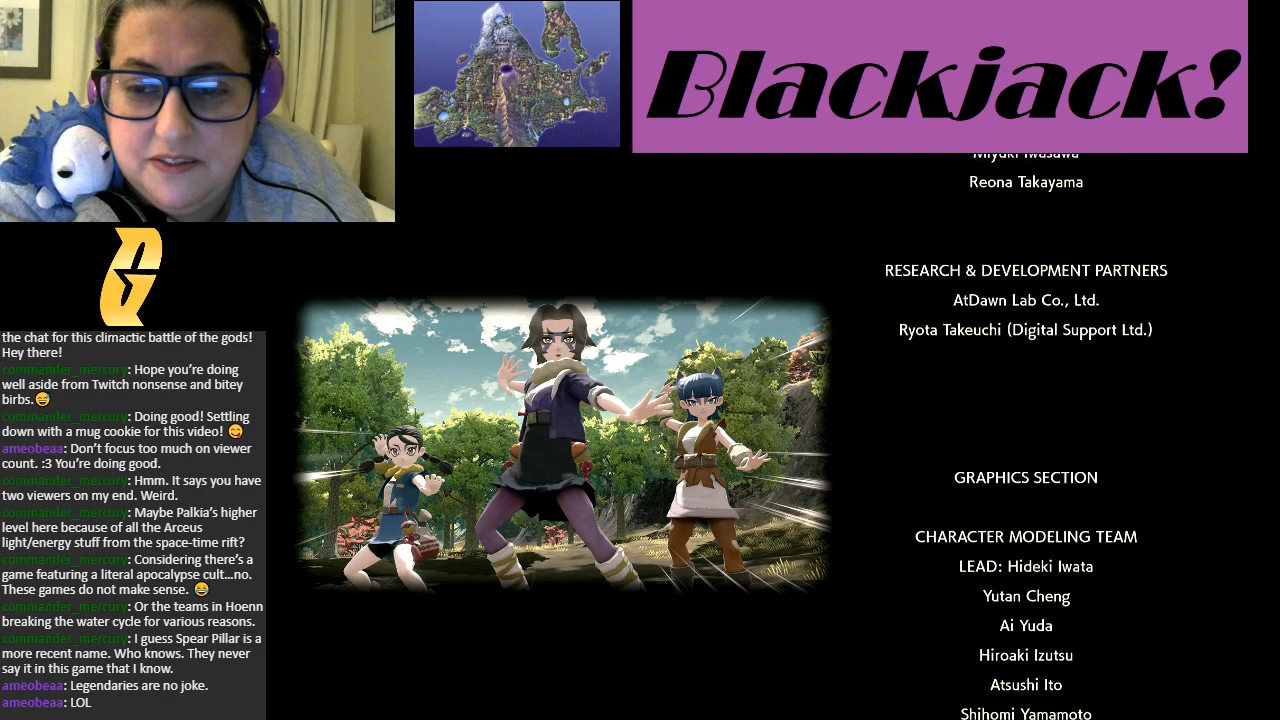 Blackjack!
Miyuki Iwasawa
Reona Takayama
RESEARCH & DEVELOPMENT PARTNERS
AtDawn Lab Co., Ltd.
Ryota Takeuchi (Digital Support Ltd.)
GRAPHICS SECTION
CHARACTER MODELING TEAM
LEAD: Hideki Iwata
Yutan Cheng
Ai Yuda
Hiroaki Izutsu
Atsushi Ito
Shihomi Yamamoto
the chat for this climactic battle of the gods!
Hey there!
commander_mercury: Hope you're doing
well aside from Twitch nonsense and bitey
birbs.😅
commander_mercury: Doing good! Settling
down with a mug cookie for this video! 😋
ameobeaa: Don't focus too much on viewer
count. :3 You're doing good.
commander_mercury: Hmm. It says you have
two viewers on my end. Weird.
commander_mercury: Maybe Palkia's higher
level here because of all the Arceus
light/energy stuff from the space-time rift?
commander_mercury: Considering there's a
game featuring a literal apocalypse cult…no.
These games do not make sense. 😂
commander_mercury: Or the teams in Hoenn
breaking the water cycle for various reasons.
commander_mercury: I guess Spear Pillar is a
more recent name. Who knows. They never
say it in this game that I know.
ameobeaa: Legendaries are no joke.
ameobeaa: LOL